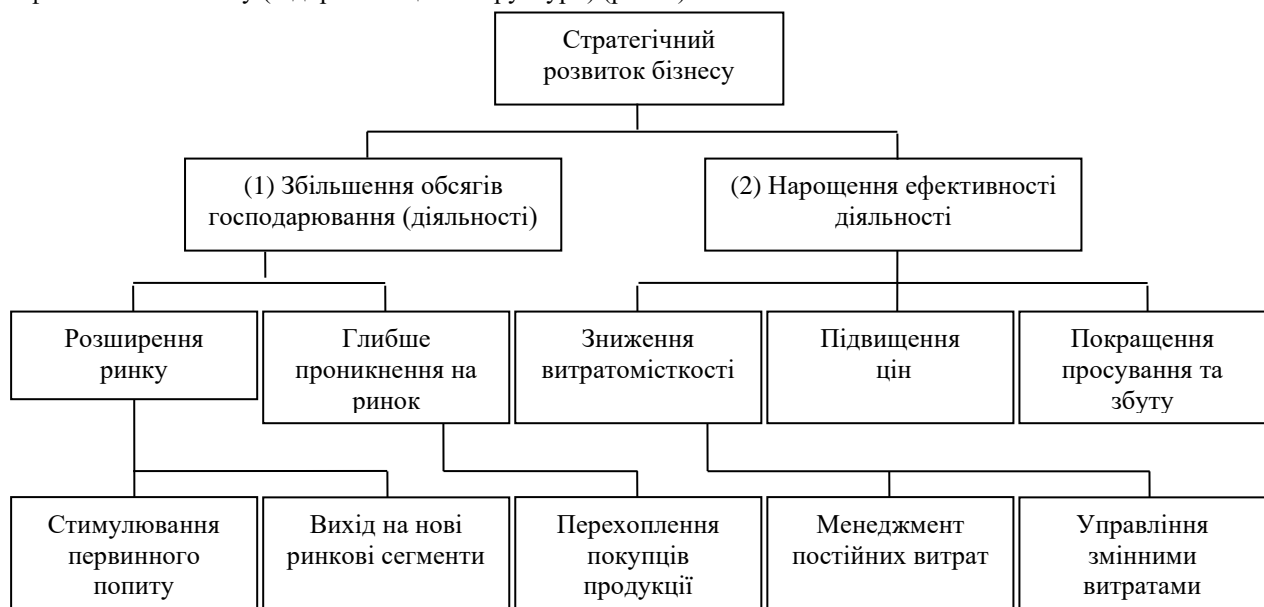 Стратегічний
розвиток бізнесу
(1) Збільшення обсягів
господарювання (діяльності)
(2) Нарощення ефективності
діяльності
Розширення
ринку
Глибше
проникнення на
ринок
Зниження
витратомісткості
Підвищення
цін
Покращення
просування та
збуту
Стимулювання
первинного
попиту
Вихід на нові
ринкові сегменти
Перехоплення
покупців
продукції
Менеджмент
постійних витрат
Управління
змінними
витратами